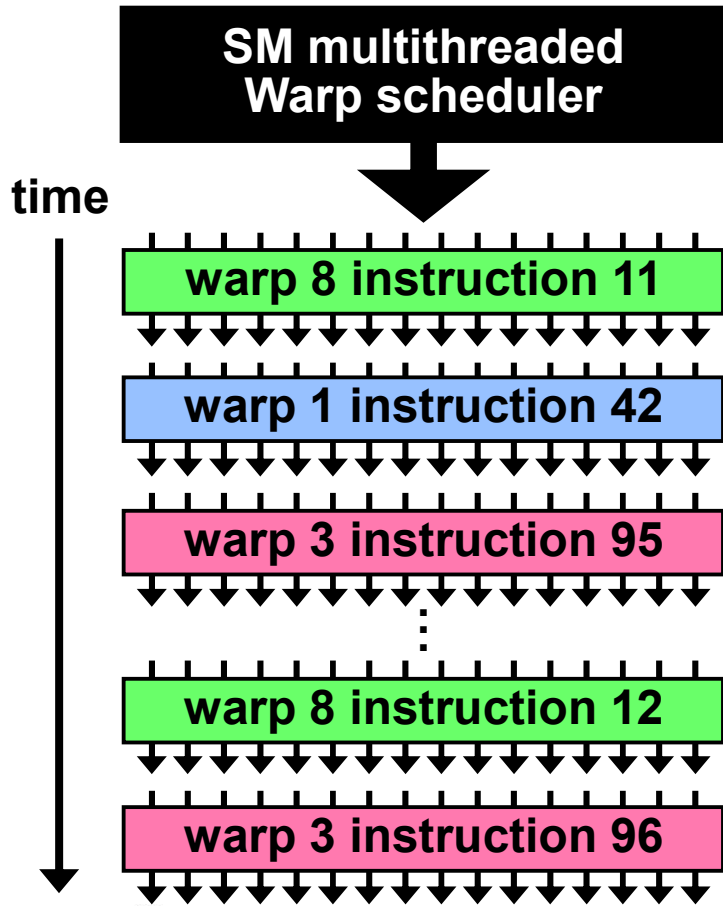 SM multithreaded
Warp scheduler
time
warp 8 instruction 11
warp 1 instruction 42
warp 3 instruction 95
warp 8 instruction 12
warp 3 instruction 96